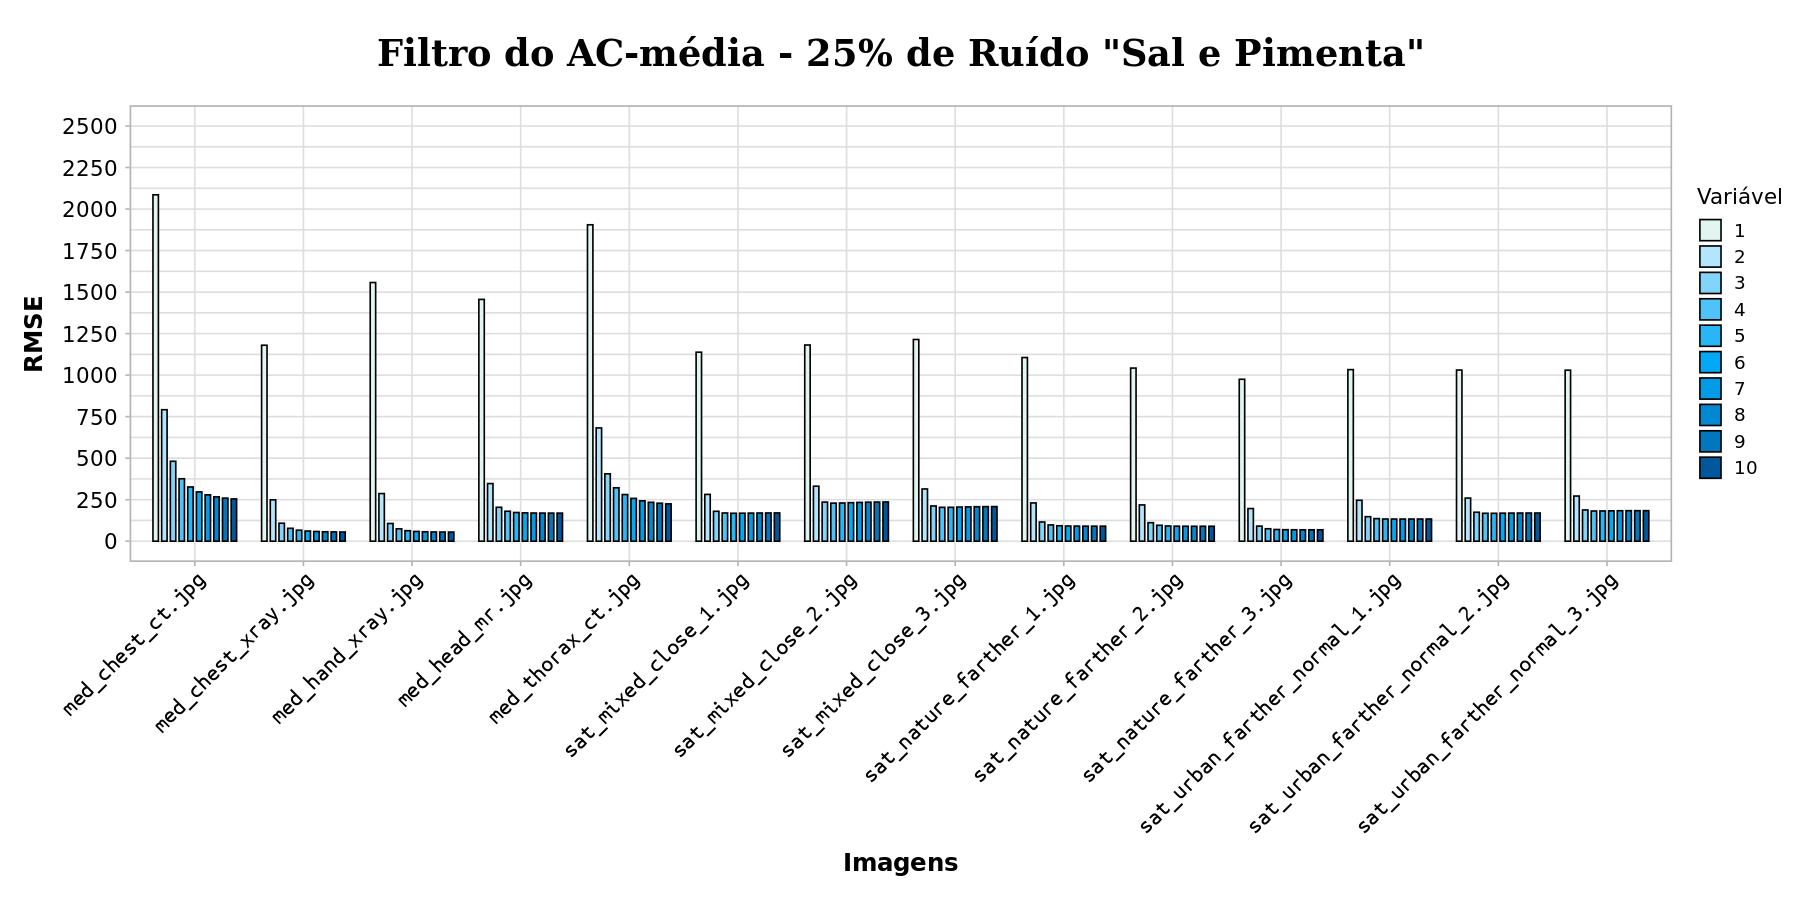 Filtro do AC-média - 25% de Ruído "Sal e Pimenta"
RMSE
2500
2250
2000
1750
1500
1250
1000
750
500
250
0
med_chest_ct.jpg
med_chest_xray.jpg
med_hand_xray.jpg
med_head_mr.jpg
med_thorax_ct.jpg
sat_mixed_close_1.jpg
sat_mixed_close_2.jpg
sat_mixed_close_3.jpg
sat_nature_farther_1.jpg
sat_nature_farther_2.jpg
sat_nature_farther_3.jpg
sat_urban_farther_normal_1.jpg
sat_urban_farther_normal_2.jpg
sat_urban_farther_normal_3.jpg
Imagens
Variável
1
2
3
4
5
6
7
8
9
10